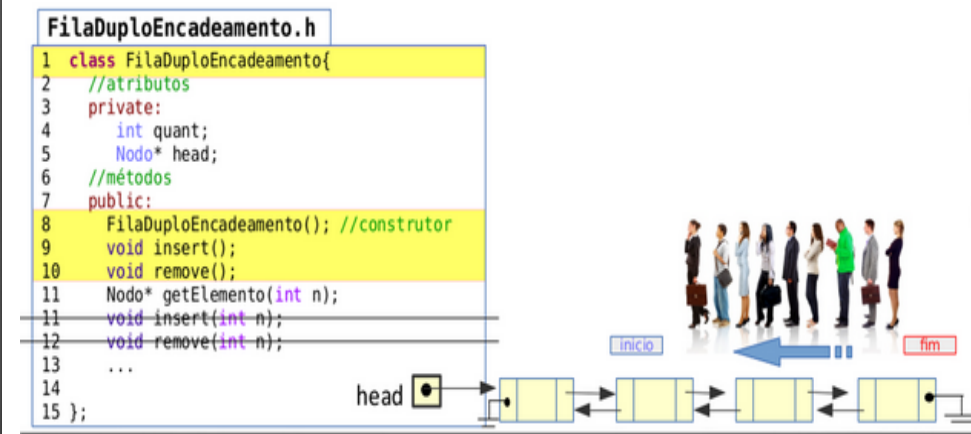 FilaDuploEncadeamento.h
1 class FilaDuploEncadeamento{
2 //atributos
3 private:
4 int quant;
5 Nodo* head;
6 //métodos
7 public:
8 FilaDuploEncadeamento(); //construtor
9 void insert();
10 void remove();
11 Nodo* getElemento(int n);
11 void insert(int n);
12 void remove(int n);
13 ...
14
15 };
início
fim
head